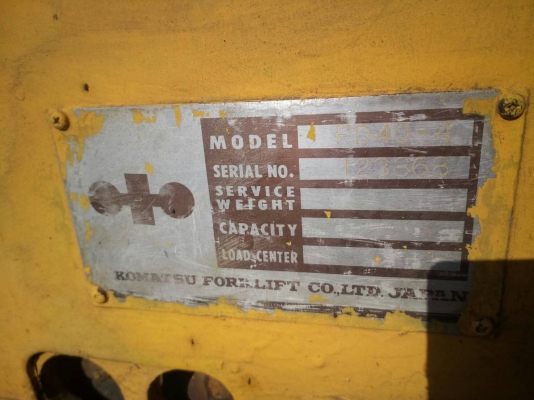 MODEL
SERIAL NO.
SERVICE
WEIGHT
CAPACITY
LOAD CENTER
KOMATSU FORKLIFT CO.,LTD. JAPAN